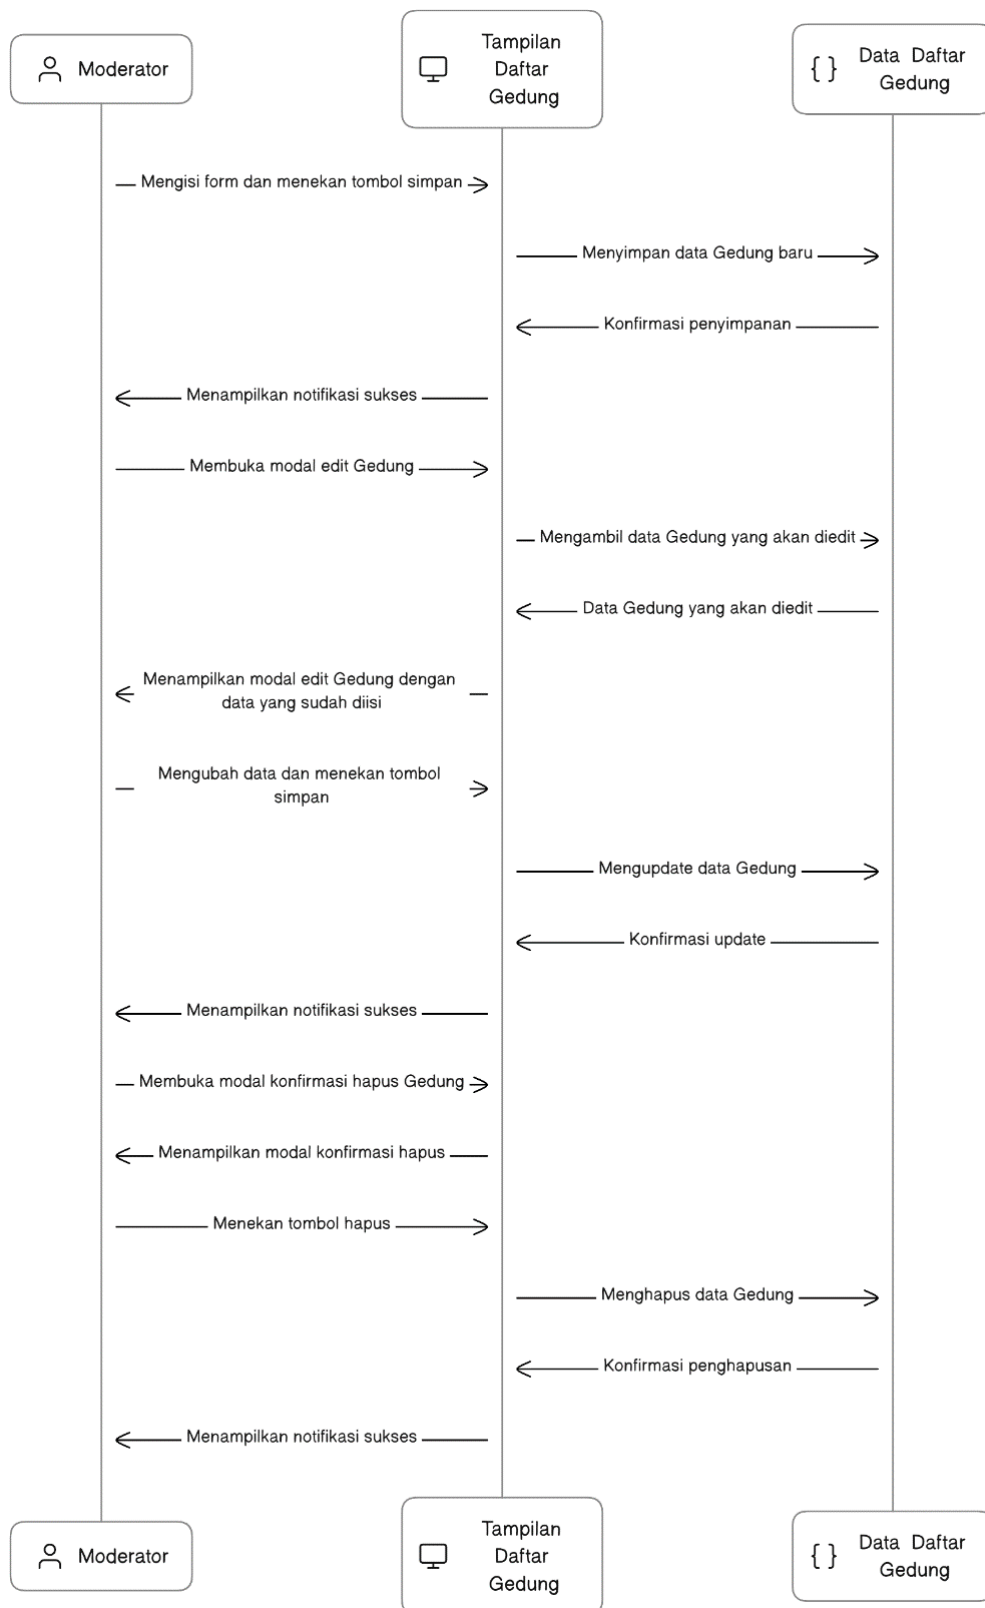 Moderator
Tampilan
Daftar
Gedung
Data Daftar
Gedung
Mengisi form dan menekan tombol simpan
Menyimpan data Gedung baru
Konfirmasi penyimpanan
Menampilkan notifikasi sukses
Membuka modal edit Gedung
Mengambil data Gedung yang akan diedit
Data Gedung yang akan diedit
Menampilkan modal edit Gedung dengan
data yang sudah diisi
Mengubah data dan menekan tombol
simpan
Mengupdate data Gedung
Konfirmasi update
Menampilkan notifikasi sukses
Membuka modal konfirmasi hapus Gedung
Menampilkan modal konfirmasi hapus
Menekan tombol hapus
Menghapus data Gedung
Konfirmasi penghapusan
Menampilkan notifikasi sukses
Moderator
Tampilan
Daftar
Gedung
Data Daftar
Gedung